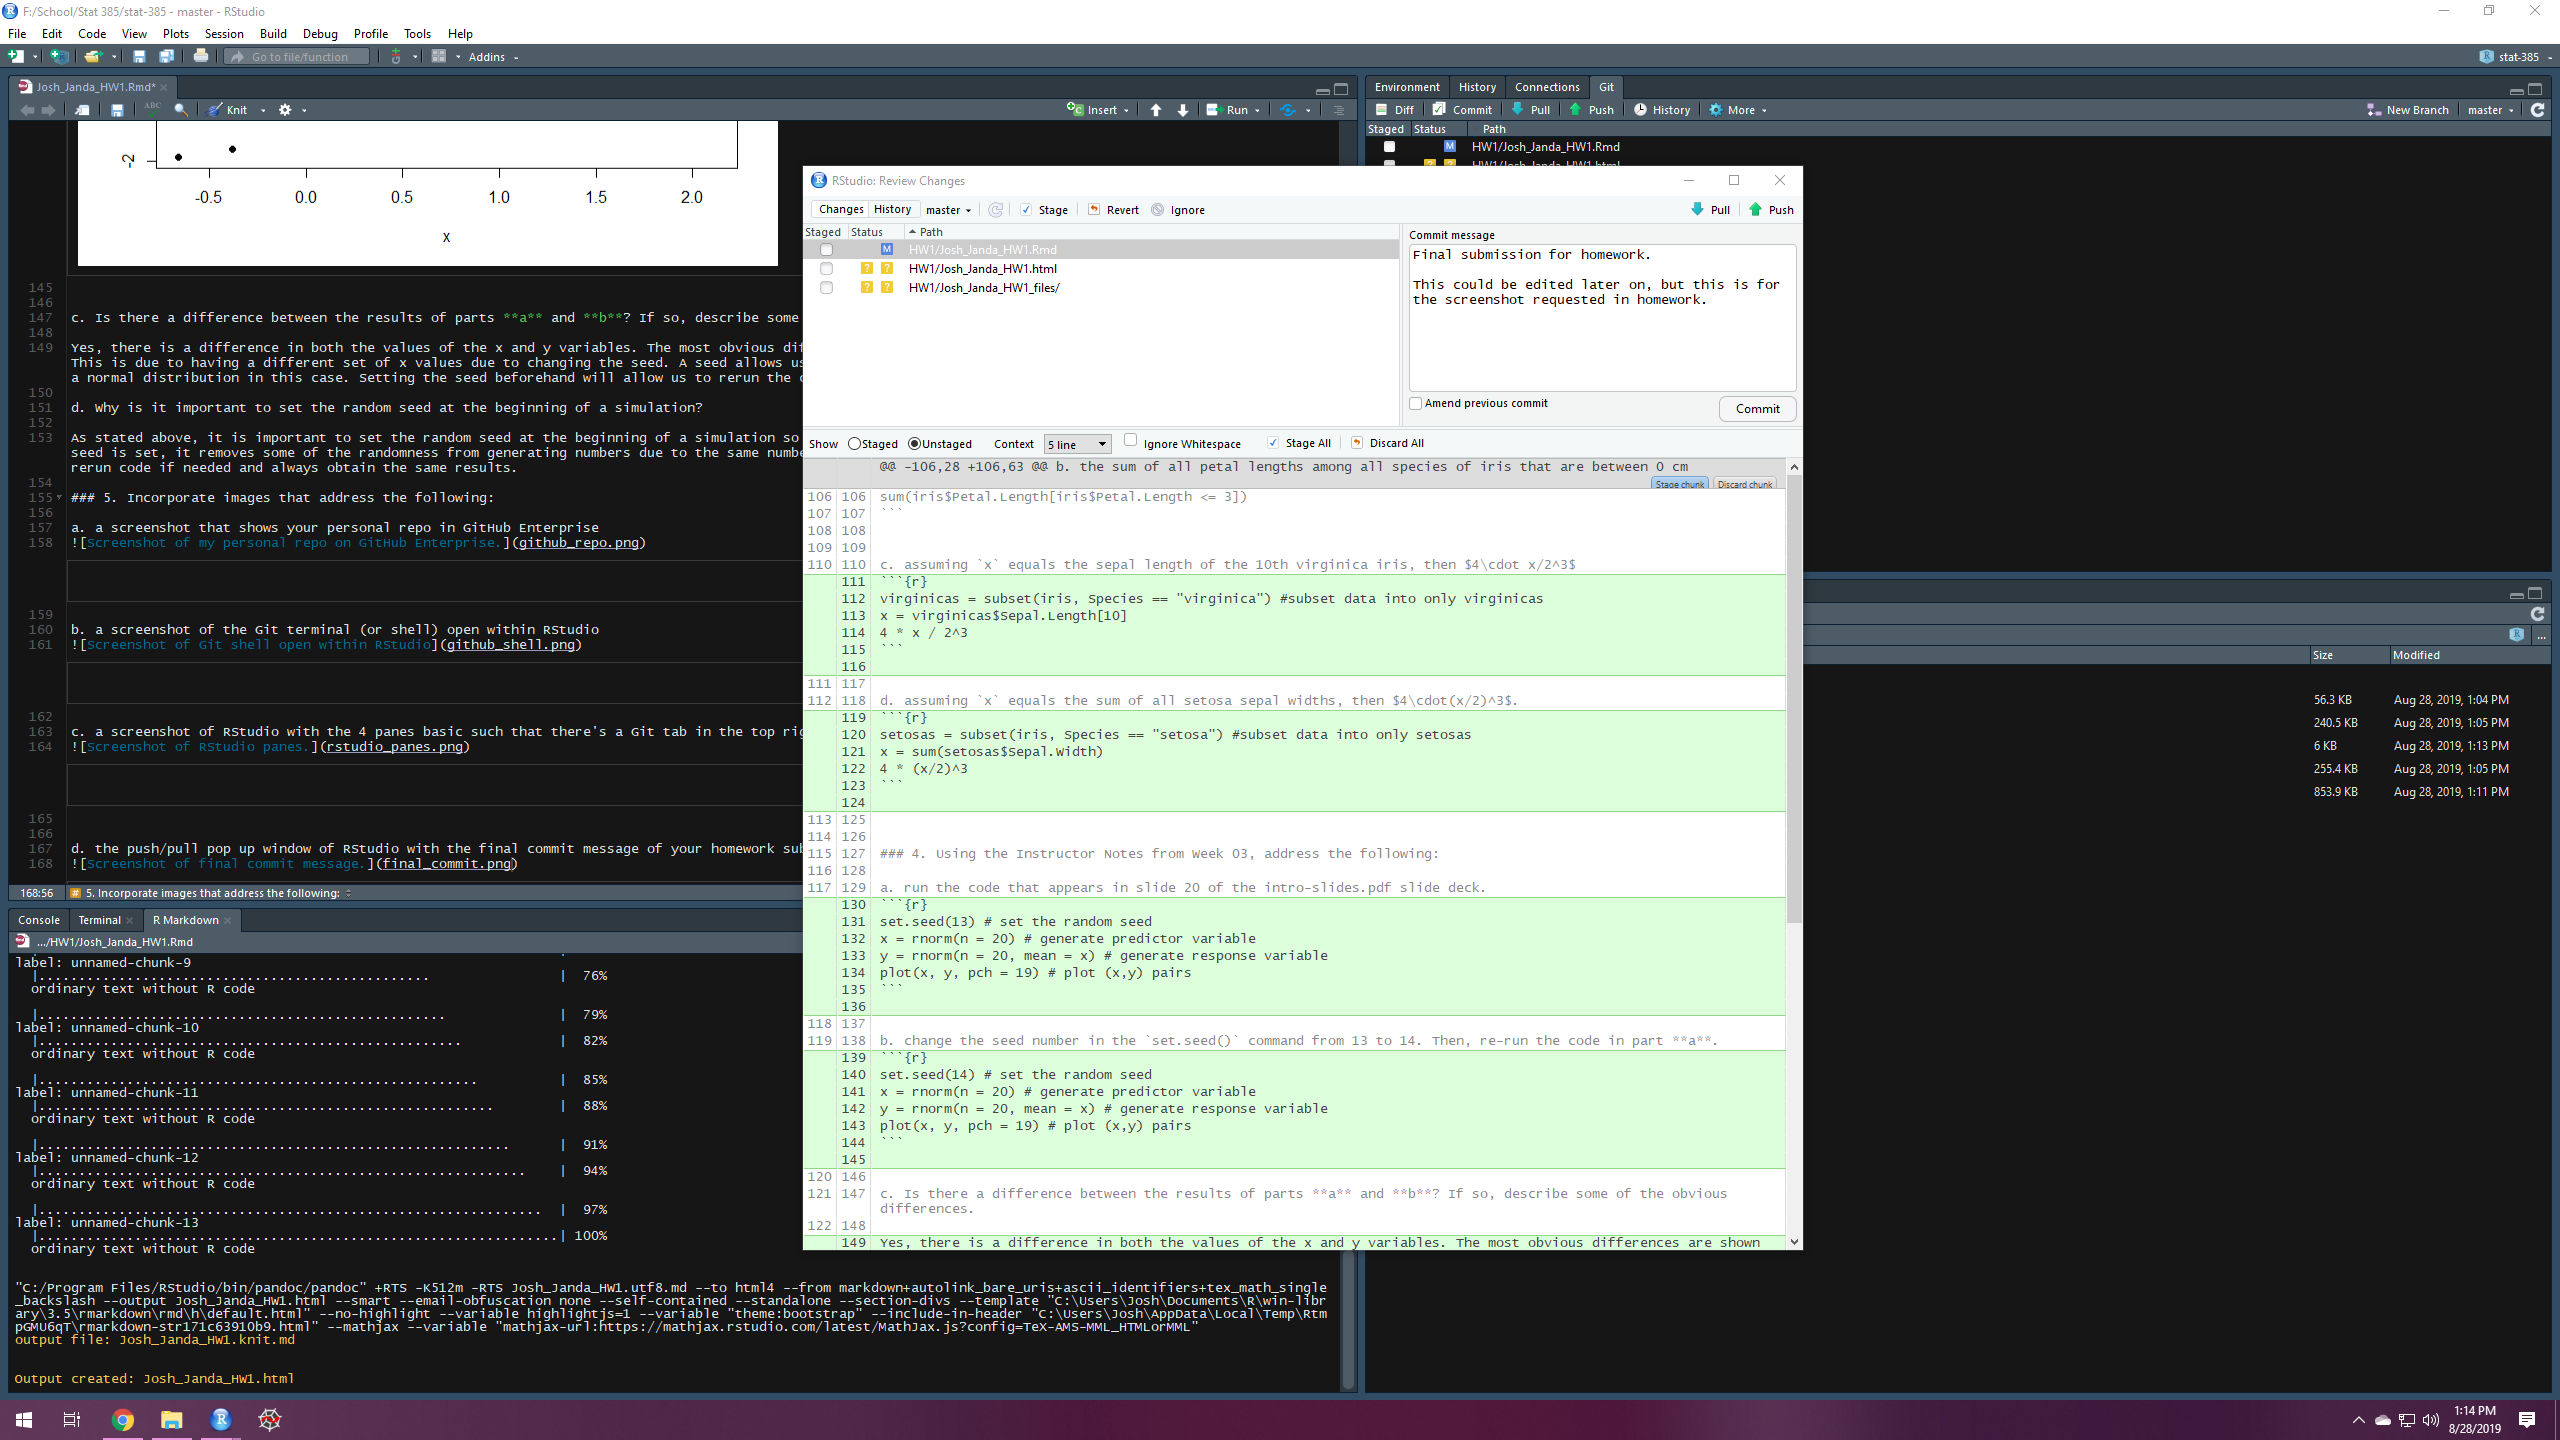 F:/School/Stat 385/stat-385 - master - RStudio
File Edit Code View Plots Session Build Debug Profile Tools Help
Go to file/function Addins stat-385
Josh_Janda_HW1.Rmd*
ABC Knit Insert Run
-2
-0.5 0.0 0.5 1.0 1.5 2.0
x
145
146
147 c. Is there a difference between the results of parts **a** and **b**? If so, describe some
148
149 Yes, there is a difference in both the values of the x and y variables. The most obvious dif
This is due to having a different set of x values due to changing the seed. A seed allows us
a normal distribution in this case. Setting the seed beforehand will allow us to rerun the c
150
151 d. Why is it important to set the random seed at the beginning of a simulation?
152
153 As stated above, it is important to set the random seed at the beginning of a simulation so
seed is set, it removes some of the randomness from generating numbers due to the same numbe
rerun code if needed and always obtain the same results.
154
155 ### 5. Incorporate images that address the following:
156
157 a. a screenshot that shows your personal repo in GitHub Enterprise
158 ![Screenshot of my personal repo on GitHub Enterprise.](github_repo.png)
159
160 b. a screenshot of the Git terminal (or shell) open within RStudio
161 ![Screenshot of Git shell open within RStudio](github_shell.png)
162
163 c. a screenshot of RStudio with the 4 panes basic such that there's a Git tab in the top rig
164 ![Screenshot of RStudio panes.](rstudio_panes.png)
165
166
167 d. the push/pull pop up window of RStudio with the final commit message of your homework sub
168 ![Screenshot of final commit message.](final_commit.png)
168:56 # 5. Incorporate images that address the following:
Console Terminal R Markdown
.../HW1/Josh_Janda_HW1.Rmd
label: unnamed-chunk-9
|................................................. | 76%
ordinary text without R code
|................................................... | 79%
label: unnamed-chunk-10
|..................................................... | 82%
ordinary text without R code
|....................................................... | 85%
label: unnamed-chunk-11
|......................................................... | 88%
ordinary text without R code
|........................................................... | 91%
label: unnamed-chunk-12
|............................................................. | 94%
ordinary text without R code
|............................................................... | 97%
label: unnamed-chunk-13
|.................................................................| 100%
ordinary text without R code
"C:/Program Files/RStudio/bin/pandoc/pandoc" +RTS -K512m -RTS Josh_Janda_HW1.utf8.md --to html4 --from markdown+autolink_bare_uris+ascii_identifiers+tex_math_single
_backslash --output Josh_Janda_HW1.html --smart --email-obfuscation none --self-contained --standalone --section-divs --template "C:\Users\Josh\Documents\R\win-libr
ary\3.5\rmarkdown\rmd\h\default.html" --no-highlight --variable highlightjs=1 --variable "theme:bootstrap" --include-in-header "C:\Users\Josh\AppData\Local\Temp\Rtm
pGMU6qT\rmarkdown-str171c63910b9.html" --mathjax --variable "mathjax-url:https://mathjax.rstudio.com/latest/MathJax.js?config=TeX-AMS-MML_HTMLorMML"
output file: Josh_Janda_HW1.knit.md
Output created: Josh_Janda_HW1.html
Environment History Connections Git
Diff Commit Pull Push History More New Branch master
Staged Status Path
M HW1/Josh_Janda_HW1.Rmd
HW1/Josh_Janda_HW1.html
RStudio: Review Changes
Changes History master Stage Revert Ignore Pull Push
Staged Status Path
M HW1/Josh_Janda_HW1.Rmd
? ? HW1/Josh_Janda_HW1.html
? ? HW1/Josh_Janda_HW1_files/
Commit message
Final submission for homework.
This could be edited later on, but this is for
the screenshot requested in homework.
Amend previous commit Commit
Show Staged Unstaged Context 5 line Ignore Whitespace Stage All Discard All
@@ -106,28 +106,63 @@ b. the sum of all petal lengths among all species of iris that are between 0 cm
Stage chunk Discard chunk
106 106 sum(iris$Petal.Length[iris$Petal.Length <= 3])
107 107 ```
108 108
109 109
110 110 c. assuming `x` equals the sepal length of the 10th virginica iris, then $4\cdot x/2^3$
111 ```{r}
112 virginicas = subset(iris, Species == "virginica") #subset data into only virginicas
113 x = virginicas$Sepal.Length[10]
114 4 * x / 2^3
115 ```
116
111 117
112 118 d. assuming `x` equals the sum of all setosa sepal widths, then $4\cdot(x/2)^3$.
119 ```{r}
120 setosas = subset(iris, Species == "setosa") #subset data into only setosas
121 x = sum(setosas$Sepal.Width)
122 4 * (x/2)^3
123 ```
124
113 125
114 126
115 127 ### 4. Using the Instructor Notes from Week 03, address the following:
116 128
117 129 a. run the code that appears in slide 20 of the intro-slides.pdf slide deck.
130 ```{r}
131 set.seed(13) # set the random seed
132 x = rnorm(n = 20) # generate predictor variable
133 y = rnorm(n = 20, mean = x) # generate response variable
134 plot(x, y, pch = 19) # plot (x,y) pairs
135 ```
136
118 137
119 138 b. change the seed number in the `set.seed()` command from 13 to 14. Then, re-run the code in part **a**.
139 ```{r}
140 set.seed(14) # set the random seed
141 x = rnorm(n = 20) # generate predictor variable
142 y = rnorm(n = 20, mean = x) # generate response variable
143 plot(x, y, pch = 19) # plot (x,y) pairs
144 ```
145
120 146
121 147 c. Is there a difference between the results of parts **a** and **b**? If so, describe some of the obvious
differences.
122 148
149 Yes, there is a difference in both the values of the x and y variables. The most obvious differences are shown
Size Modified
56.3 KB Aug 28, 2019, 1:04 PM
240.5 KB Aug 28, 2019, 1:05 PM
6 KB Aug 28, 2019, 1:13 PM
255.4 KB Aug 28, 2019, 1:05 PM
853.9 KB Aug 28, 2019, 1:11 PM
1:14 PM
8/28/2019